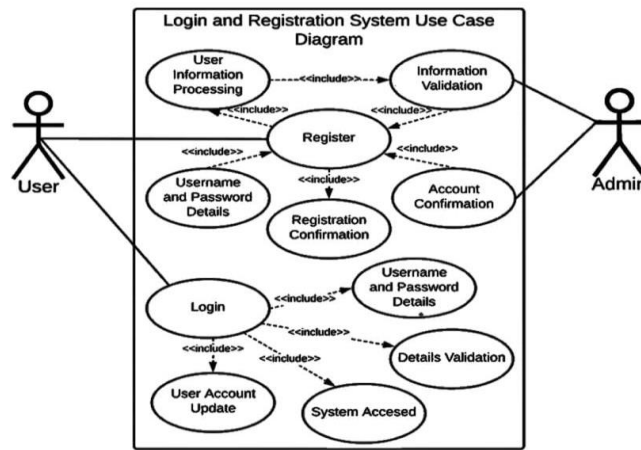 Login and Registration System Use Case
Diagram
User
Information
Processing
<<include>>
Information
Validation
<<include>>
<<include>>
Register
<<include>>
<<include>>
<<include>>
User
Username
and Password
Details
Registration
Confirmation
Account
Confirmation
Admin
Username
and Password
Details
Login
<<include>>
<<include>>
<<include>>
<<include>>
Details Validation
User Account
Update
System Accesed